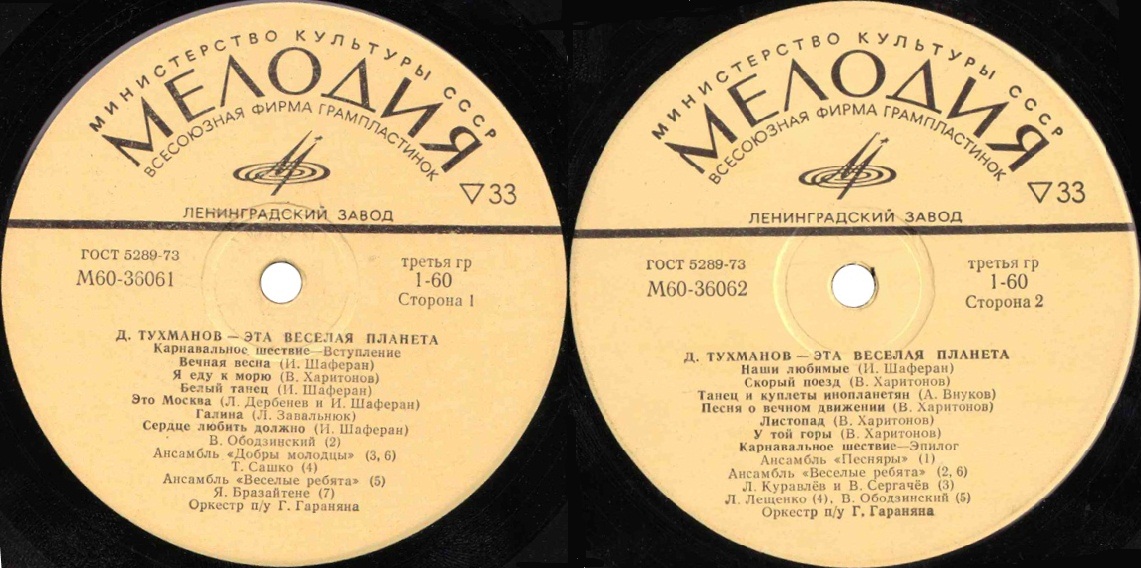 МИНИСТЕРСТВО КУЛЬТУРЫ СССР
МЕЛОДИЯ
ВСЕСОЮЗНАЯ ФИРМА ГРАМПЛАСТИНОК
▽33
ЛЕНИНГРАДСКИЙ ЗАВОД
ГОСТ 5289-73
М60-36061
третья гр
1-60
Сторона 1
Д. ТУХМАНОВ — ЭТА ВЕСЕЛАЯ ПЛАНЕТА
Карнавальное шествие—Вступление
Вечная весна (И. Шаферан)
Я еду к морю (В. Харитонов)
Белый танец (И. Шаферан)
Это Москва (Л. Дербенев и И. Шаферан)
Галина (Л. Завальнюк)
Сердце любить должно (И. Шаферан)
В. Ободзинский (2)
Ансамбль «Добры молодцы» (3, 6)
Т. Сашко (4)
Ансамбль «Веселые ребята» (5)
Я. Бразайтене (7)
Оркестр п/у Г. Гараняна
МИНИСТЕРСТВО КУЛЬТУРЫ СССР
МЕЛОДИЯ
ВСЕСОЮЗНАЯ ФИРМА ГРАМПЛАСТИНОК
▽33
ЛЕНИНГРАДСКИЙ ЗАВОД
ГОСТ 5289-73
М60-36062
третья гр
1-60
Сторона 2
Д. ТУХМАНОВ — ЭТА ВЕСЕЛАЯ ПЛАНЕТА
Наши любимые (И. Шаферан)
Скорый поезд (В. Харитонов)
Танец и куплеты инопланетян (А. Внуков)
Песня о вечном движении (В. Харитонов)
Листопад (В. Харитонов)
У той горы (В. Харитонов)
Карнавальное шествие—Эпилог
Ансамбль «Песняры» (1)
Ансамбль «Веселые ребята» (2, 6)
Л. Куравлёв и В. Сергачёв (3)
Л. Лещенко (4), В. Ободзинский (5)
Оркестр п/у Г. Гараняна